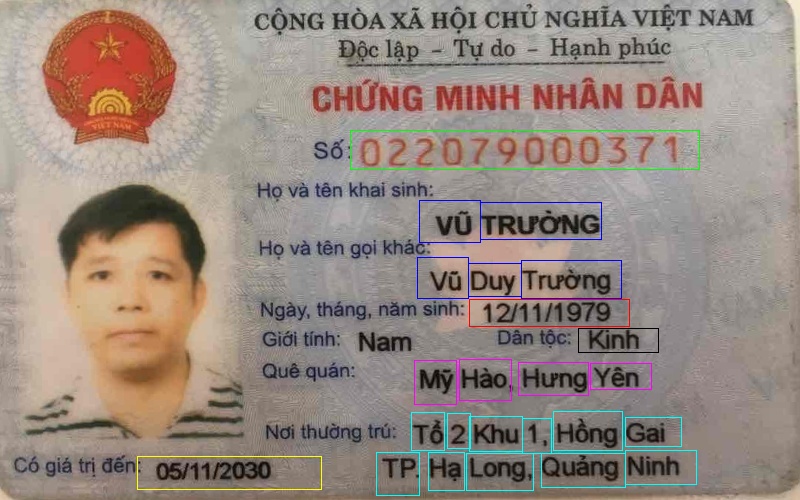 CỘNG HÒA XÃ HỘI CHỦ NGHĨA VIỆT NAM
Độc lập - Tự do - Hạnh phúc
CHỨNG MINH NHÂN DÂN
Số: 022079000371
Họ và tên khai sinh:
VŨ TRƯỜNG
Họ và tên gọi khác:
Vũ Duy Trường
Ngày, tháng, năm sinh: 12/11/1979
Giới tính: Nam Dân tộc: Kinh
Quê quán: Mỹ Hào, Hưng Yên
Nơi thường trú: Tổ 2 Khu 1, Hồng Gai
Có giá trị đến: 05/11/2030 TP. Hạ Long, Quảng Ninh
VIỆT NAM